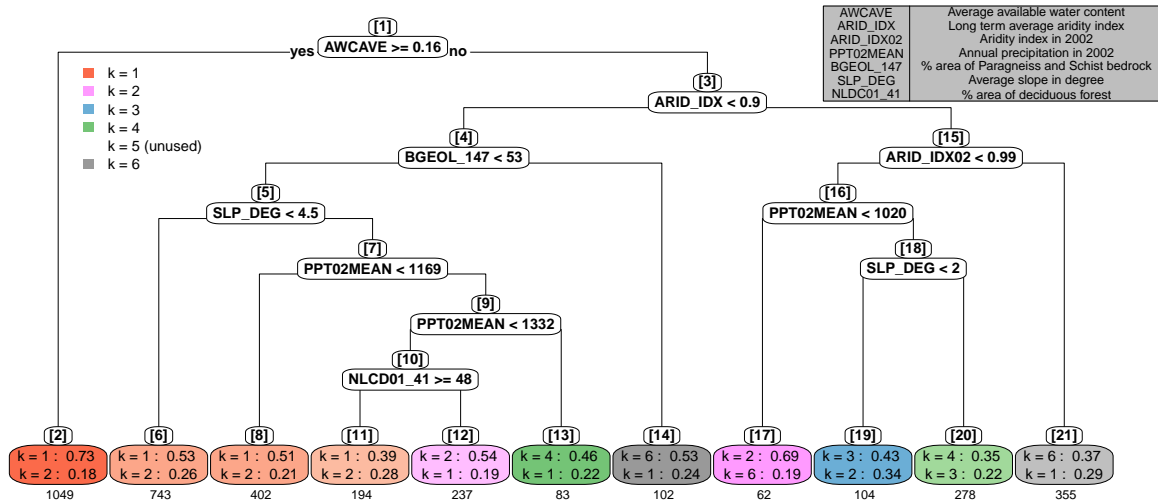 [1]
yes AWCAVE >= 0.16 no
AWCAVE Average available water content
ARID_IDX Long term average aridity index
ARID_IDX02 Aridity index in 2002
PPT02MEAN Annual precipitation in 2002
BGEOL_147 % area of Paragneiss and Schist bedrock
SLP_DEG Average slope in degree
NLDC01_41 % area of deciduous forest
k = 1
k = 2
k = 3
k = 4
k = 5 (unused)
k = 6
[3]
ARID_IDX < 0.9
[4] [15]
BGEOL_147 < 53 ARID_IDX02 < 0.99
[5] [16]
SLP_DEG < 4.5 PPT02MEAN < 1020
[7] [18]
PPT02MEAN < 1169 SLP_DEG < 2
[9]
PPT02MEAN < 1332
[10]
NLCD01_41 >= 48
[2] [6] [8] [11] [12] [13] [14] [17] [19] [20] [21]
k = 1 : 0.73 k = 1 : 0.53 k = 1 : 0.51 k = 1 : 0.39 k = 2 : 0.54 k = 4 : 0.46 k = 6 : 0.53 k = 2 : 0.69 k = 3 : 0.43 k = 4 : 0.35 k = 6 : 0.37
k = 2 : 0.18 k = 2 : 0.26 k = 2 : 0.21 k = 2 : 0.28 k = 1 : 0.19 k = 1 : 0.22 k = 1 : 0.24 k = 6 : 0.19 k = 2 : 0.34 k = 3 : 0.22 k = 1 : 0.29
1049 743 402 194 237 83 102 62 104 278 355